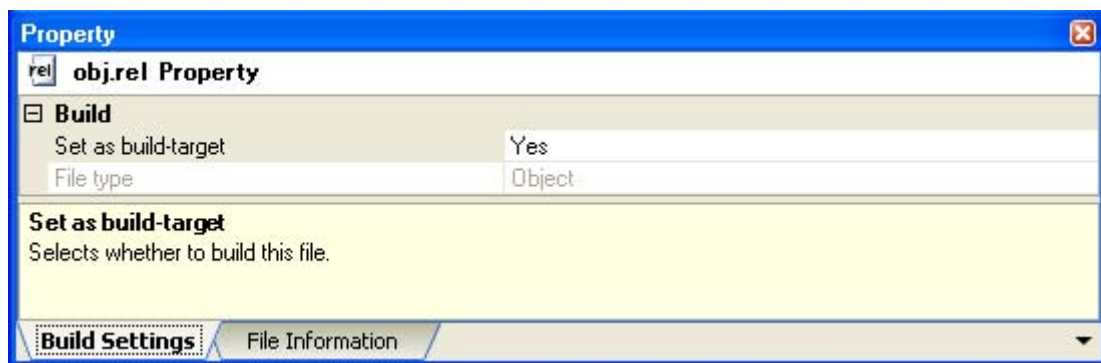 Property
rel obj.rel Property
Build
Set as build-target Yes
File type Object
Set as build-target
Selects whether to build this file.
Build Settings File Information